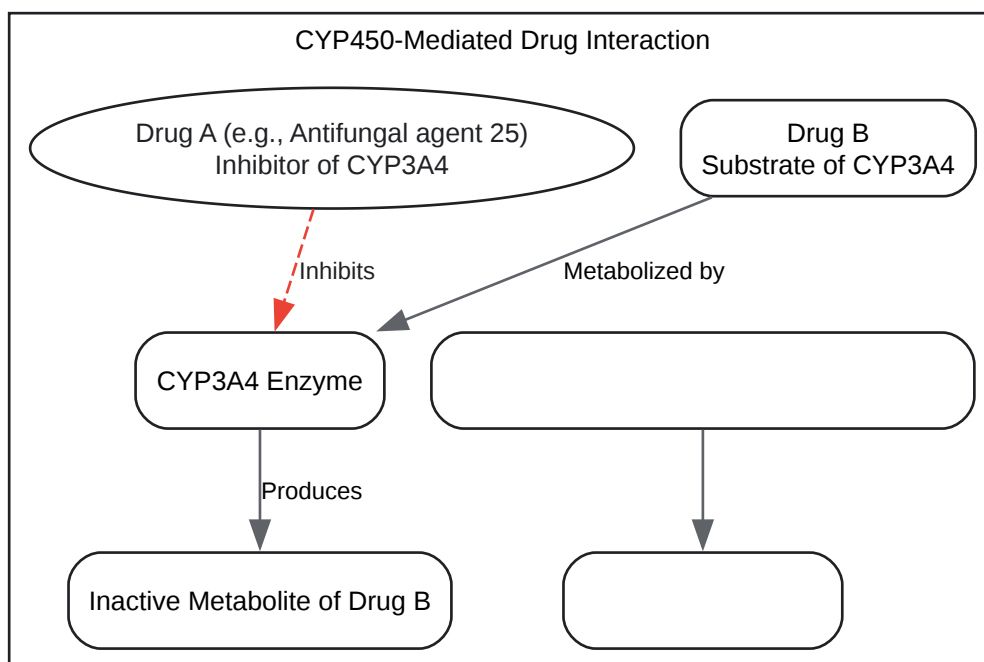 CYP450-Mediated Drug Interaction
Drug A (e.g., Antifungal agent 25)
Inhibitor of CYP3A4
Drug B
Substrate of CYP3A4
Inhibits
Metabolized by
CYP3A4 Enzyme
Produces
Inactive Metabolite of Drug B